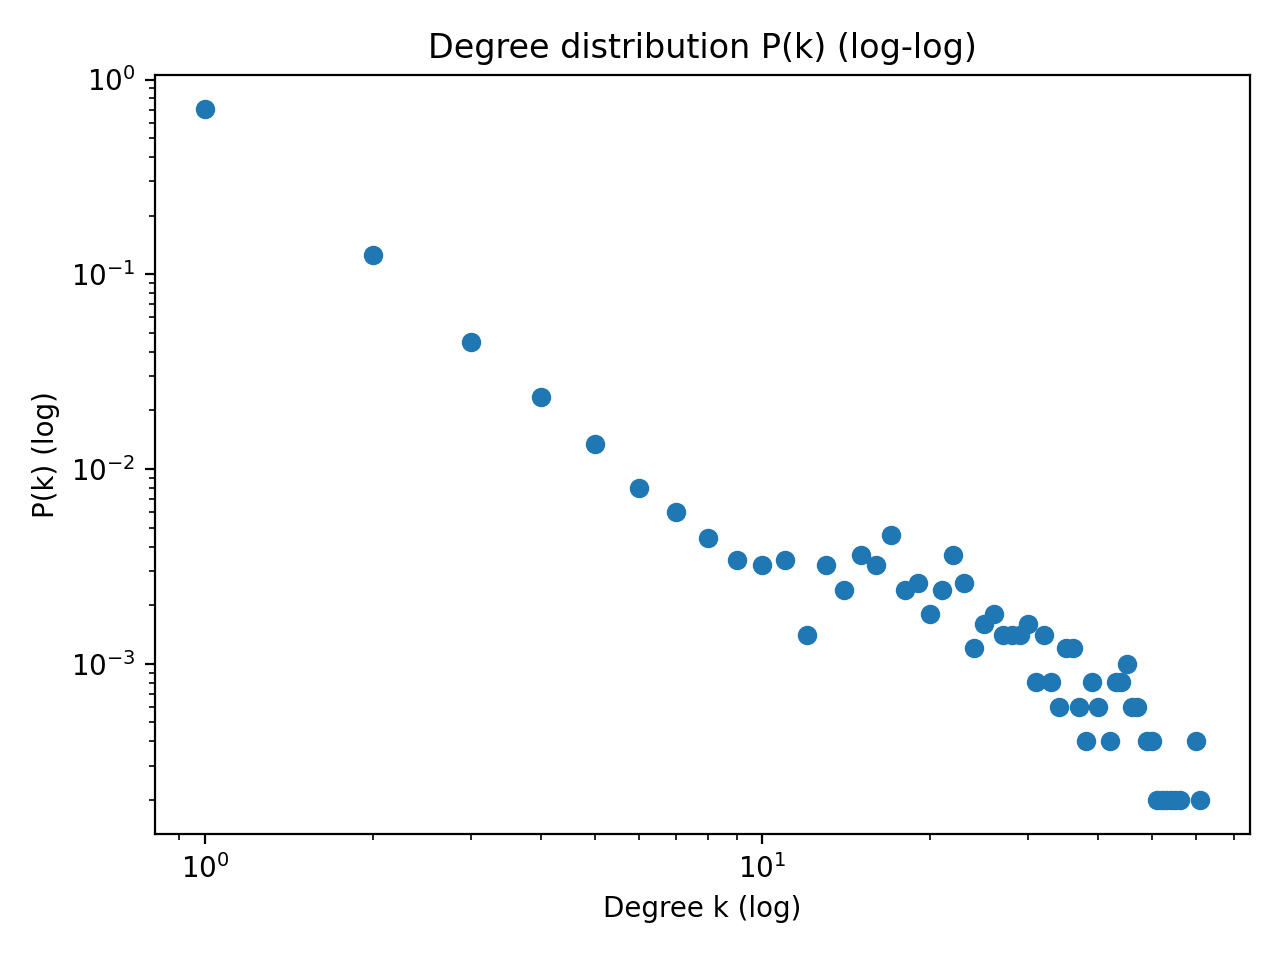 Degree distribution P(k) (log-log)
10⁰
10⁻¹
10⁻²
10⁻³
P(k) (log)
10⁰ 10¹
Degree k (log)